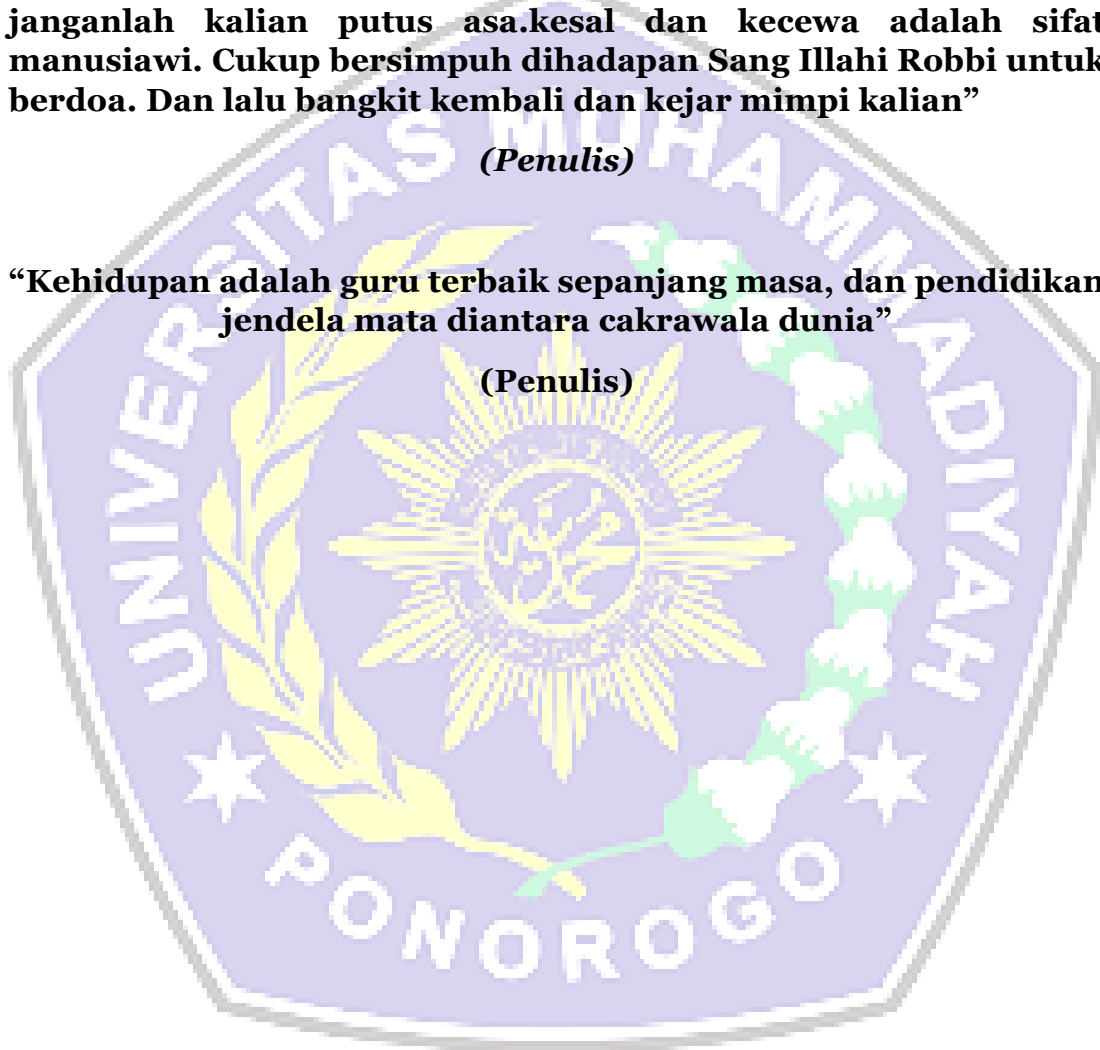 janganlah kalian putus asa.kesal dan kecewa adalah sifat
manusiawi. Cukup bersimpuh dihadapan Sang Illahi Robbi untuk
berdoa. Dan lalu bangkit kembali dan kejar mimpi kalian”
(Penulis)
“Kehidupan adalah guru terbaik sepanjang masa, dan pendidikan
jendela mata diantara cakrawala dunia”
(Penulis)
UNIVERSITAS MUHAMMADIYAH
PONOROGO